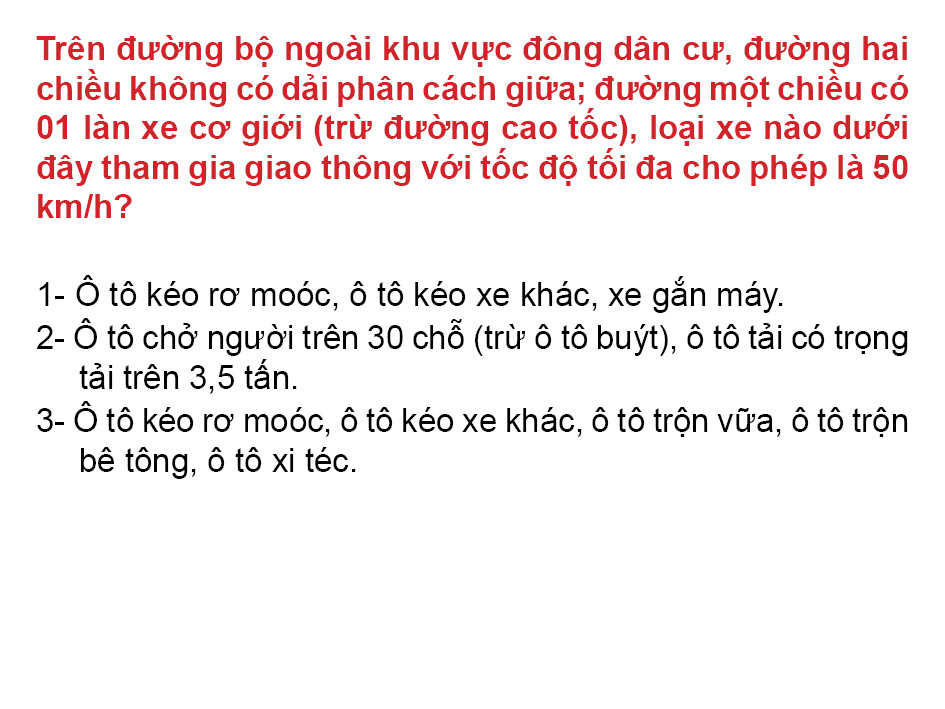 Trên đường bộ ngoài khu vực đông dân cư, đường hai
chiều không có dải phân cách giữa; đường một chiều có
01 làn xe cơ giới (trừ đường cao tốc), loại xe nào dưới
đây tham gia giao thông với tốc độ tối đa cho phép là 50
km/h?
1- Ô tô kéo rơ moóc, ô tô kéo xe khác, xe gắn máy.
2- Ô tô chở người trên 30 chỗ (trừ ô tô buýt), ô tô tải có trọng
tải trên 3,5 tấn.
3- Ô tô kéo rơ moóc, ô tô kéo xe khác, ô tô trộn vữa, ô tô trộn
bê tông, ô tô xi téc.